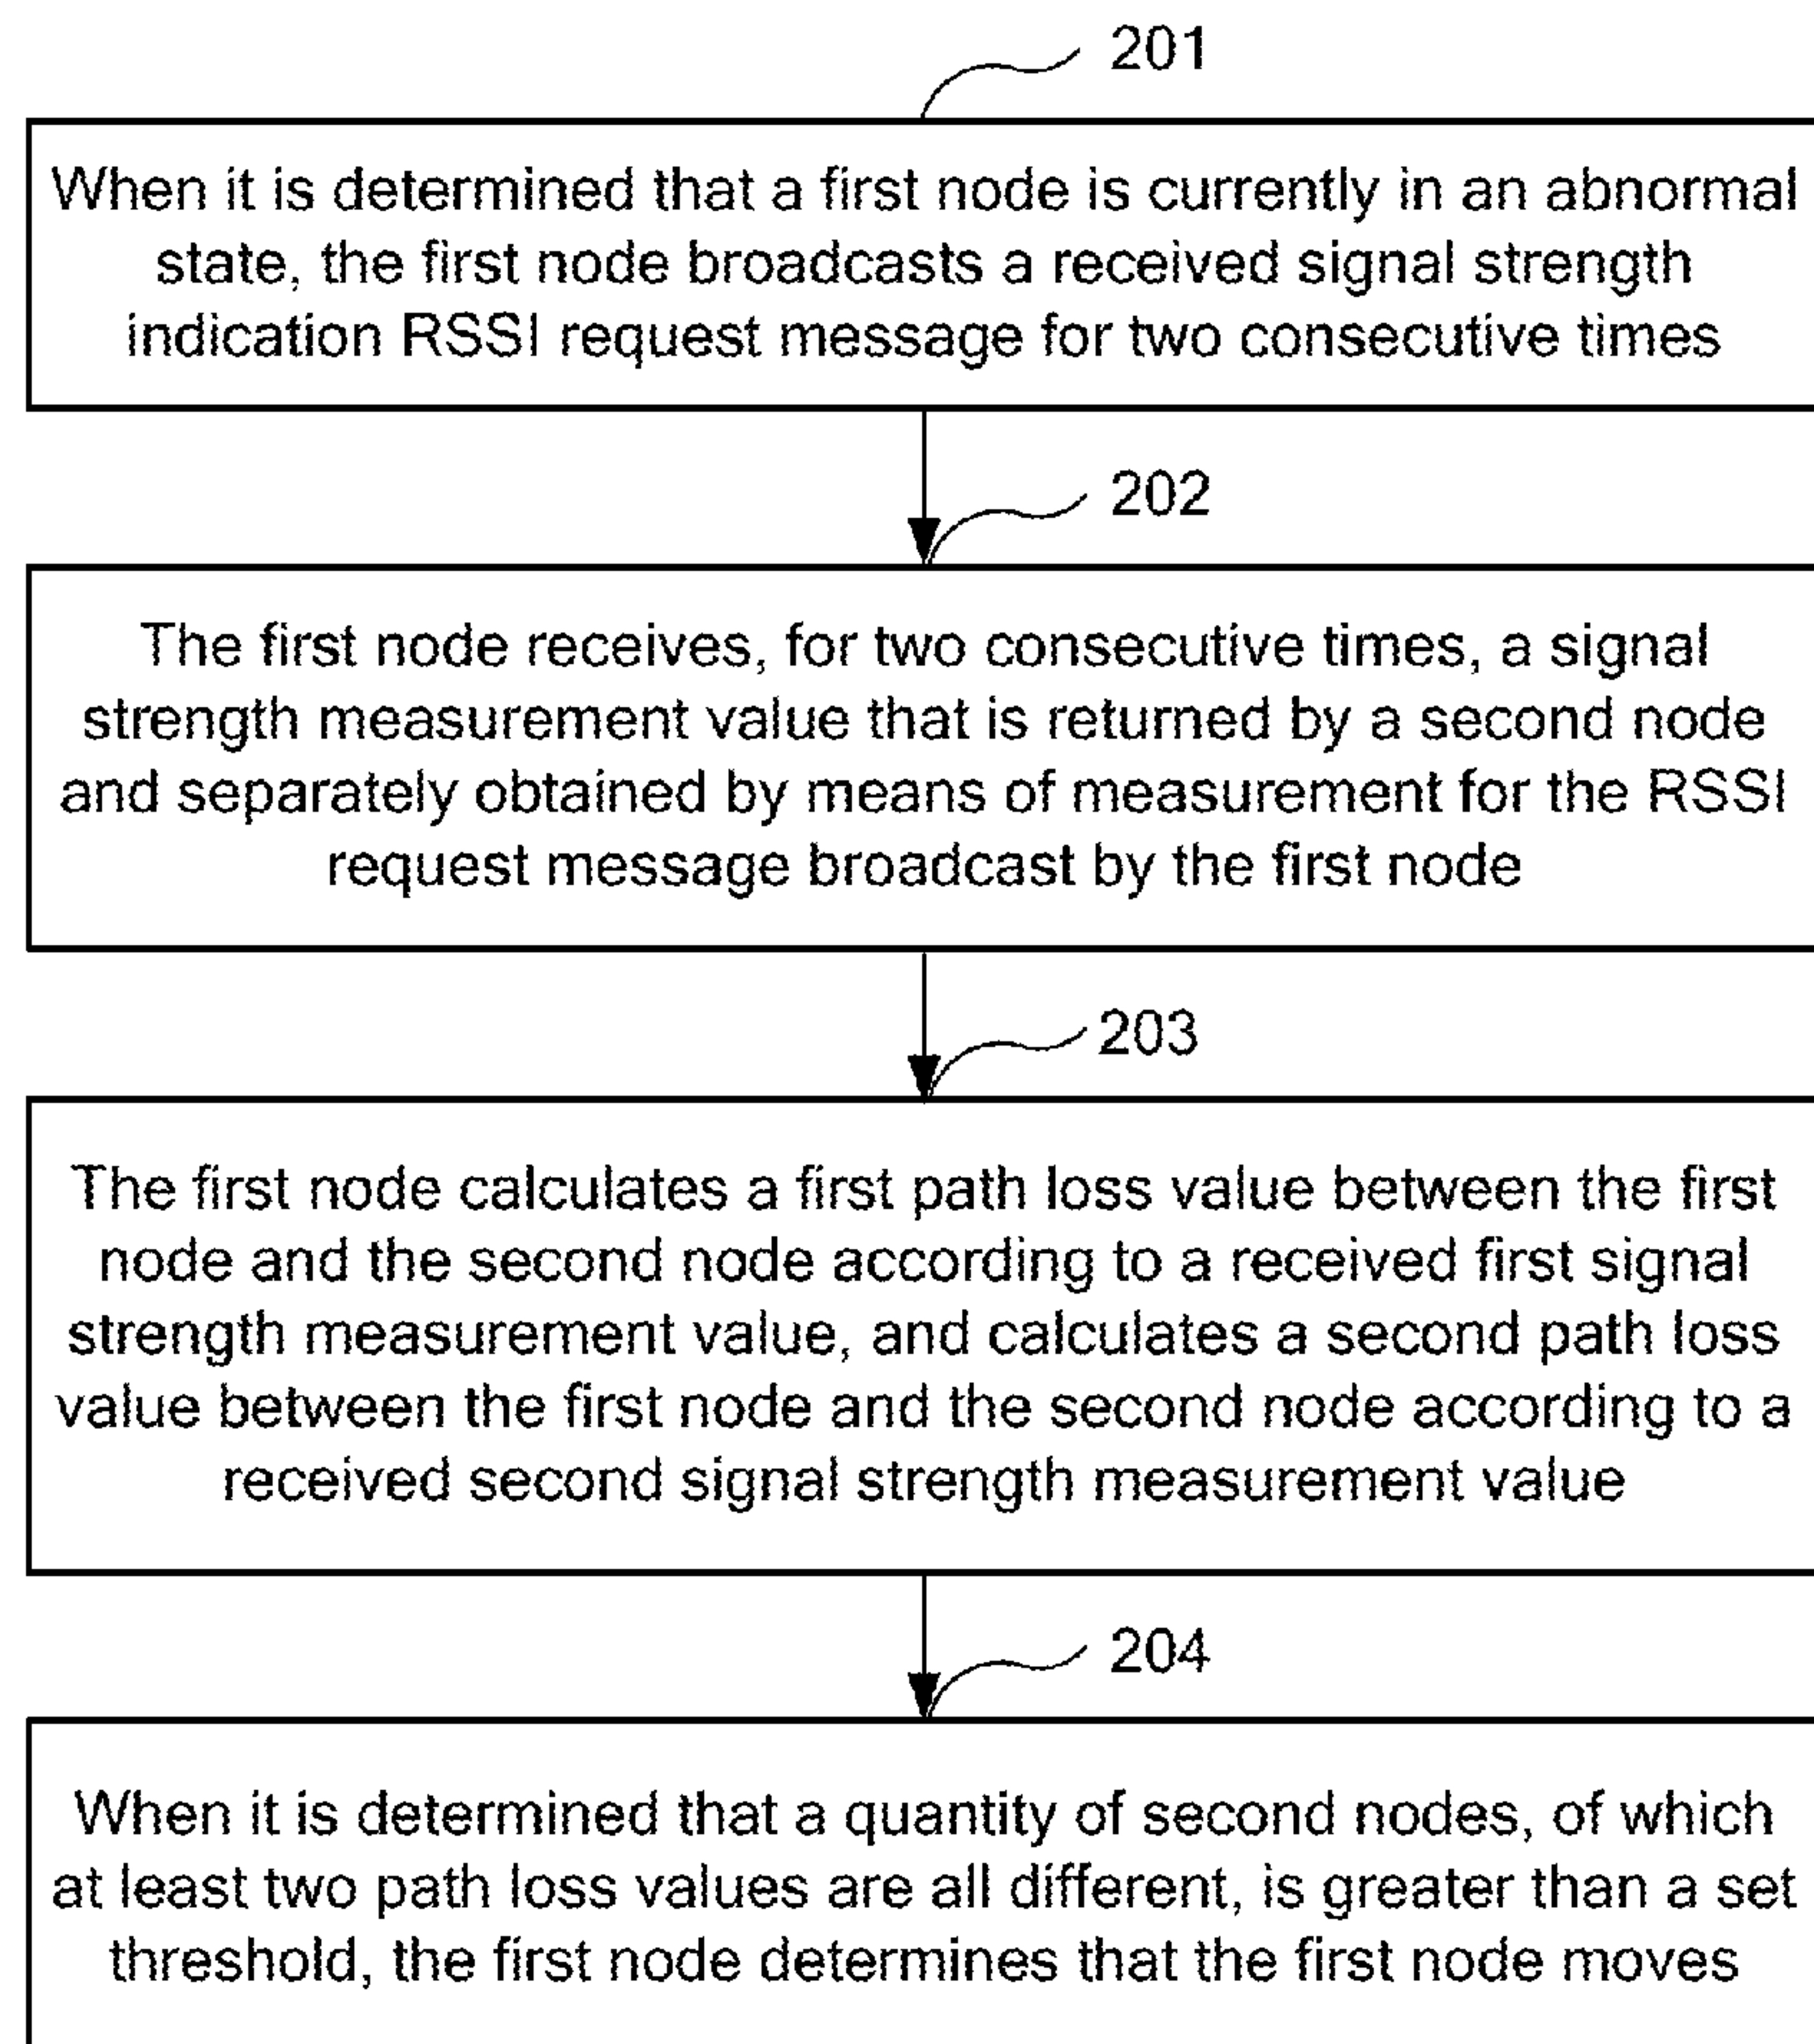 201
When it is determined that a first node is currently in an abnormal
state, the first node broadcasts a received signal strength
indication RSSI request message for two consecutive times
202
The first node receives, for two consecutive times, a signal
strength measurement value that is returned by a second node
and separately obtained by means of measurement for the RSSI
request message broadcast by the first node
203
The first node calculates a first path loss value between the first
node and the second node according to a received first signal
strength measurement value, and calculates a second path loss
value between the first node and the second node according to a
received second signal strength measurement value
204
When it is determined that a quantity of second nodes, of which
at least two path loss values are all different, is greater than a set
threshold, the first node determines that the first node moves